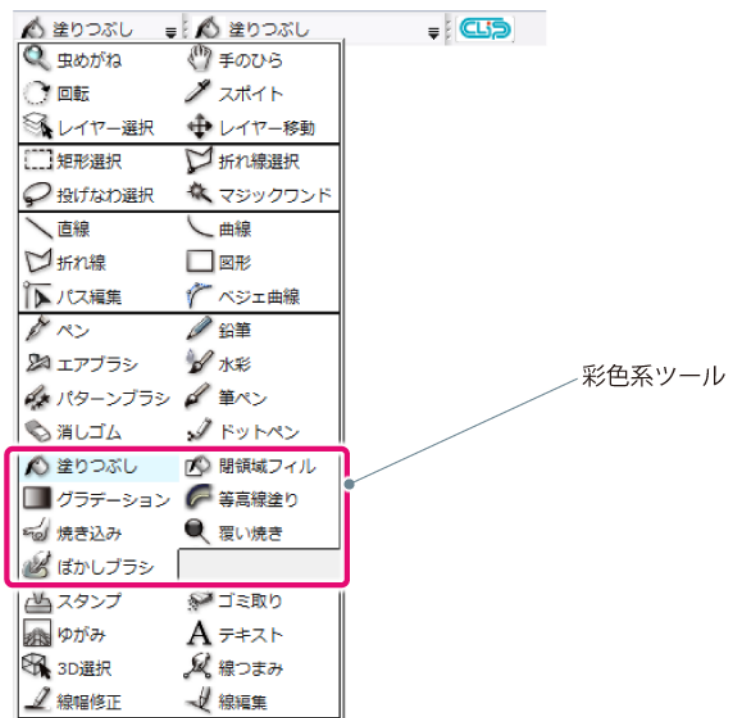 塗りつぶし 塗りつぶし CLiP
虫めがね 手のひら
回転 スポイト
レイヤー選択 レイヤー移動
矩形選択 折れ線選択
投げなわ選択 マジックワンド
直線 曲線
折れ線 図形
パス編集 ベジェ曲線
ペン 鉛筆
エアブラシ 水彩
パターンブラシ 筆ペン
消しゴム ドットペン
塗りつぶし 閉領域フィル
グラデーション 等高線塗り
焼き込み 覆い焼き
ぼかしブラシ
スタンプ ゴミ取り
ゆがみ テキスト
3D選択 線つまみ
線幅修正 線編集
彩色系ツール